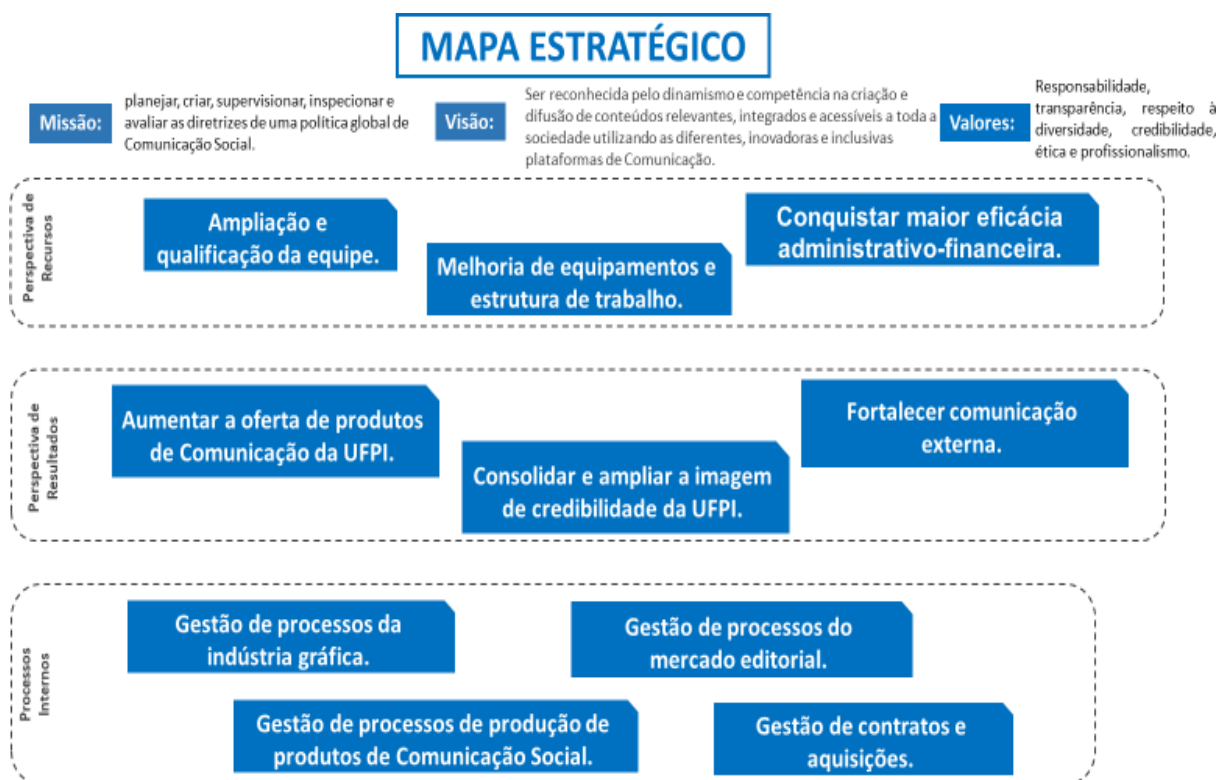 MAPA ESTRATÉGICO
Missão:
planejar, criar, supervisionar, inspecionar e
avaliar as diretrizes de uma política global de
Comunicação Social.
Visão:
Ser reconhecida pelo dinamismo e competência na criação e
difusão de conteúdos relevantes, integrados e acessíveis a toda a
sociedade utilizando as diferentes, inovadoras e inclusivas
plataformas de Comunicação.
Valores:
Responsabilidade,
transparência, respeito à
diversidade, credibilidade,
ética e profissionalismo.
Perspectiva de
Recursos
Ampliação e
qualificação da equipe.
Melhoria de equipamentos e
estrutura de trabalho.
Conquistar maior eficácia
administrativo-financeira.
Perspectiva de
Resultados
Aumentar a oferta de produtos
de Comunicação da UFPI.
Consolidar e ampliar a imagem
de credibilidade da UFPI.
Fortalecer comunicação
externa.
Processos
Internos
Gestão de processos da
indústria gráfica.
Gestão de processos do
mercado editorial.
Gestão de processos de produção de
produtos de Comunicação Social.
Gestão de contratos e
aquisições.